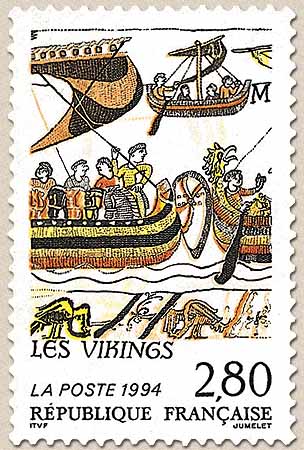 M
LES VIKINGS
LA POSTE 1994 2,80
RÉPUBLIQUE FRANÇAISE
ITVF JUMELET